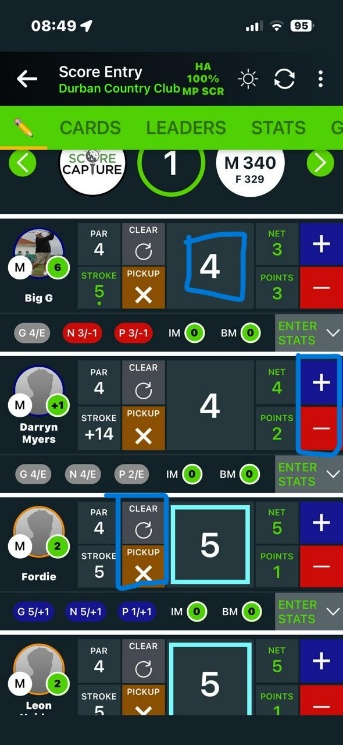 08:49
95
Score Entry
Durban Country Club
HA
100%
MP SCR
CARDS
LEADERS
STATS
G
SCORE
CAPTURE
1
M 340
F 329
M
6
Big G
PAR
4
STROKE
5
CLEAR
PICKUP
4
NET
3
POINTS
3
+
−
G 4/E
N 3/-1
P 3/-1
IM 0
BM 0
ENTER
STATS
M
+1
Darryn
Myers
PAR
4
STROKE
+14
CLEAR
PICKUP
4
NET
4
POINTS
2
+
−
G 4/E
N 4/E
P 2/E
IM 0
BM 0
ENTER
STATS
M
2
Fordie
PAR
4
STROKE
5
CLEAR
PICKUP
5
NET
5
POINTS
1
+
−
G 5/+1
N 5/+1
P 1/+1
IM 0
BM 0
ENTER
STATS
M
2
Leon
PAR
4
STROKE
5
CLEAR
PICKUP
5
NET
5
POINTS
1
+
−